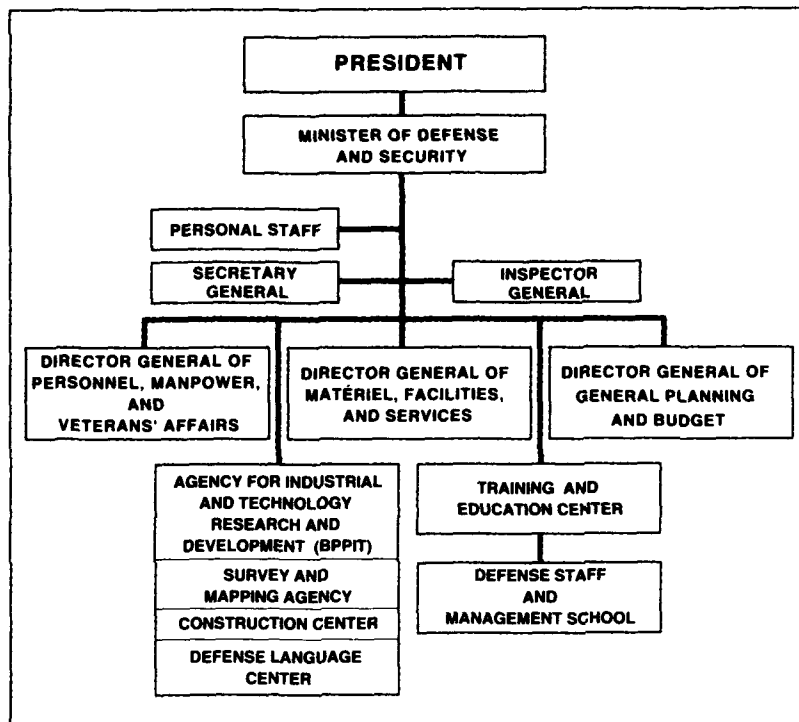 PRESIDENT
MINISTER OF DEFENSE
AND SECURITY
PERSONAL STAFF
SECRETARY
GENERAL
INSPECTOR
GENERAL
DIRECTOR GENERAL OF
PERSONNEL, MANPOWER,
AND
VETERANS' AFFAIRS
DIRECTOR GENERAL OF
MATÉRIEL, FACILITIES,
AND SERVICES
DIRECTOR GENERAL OF
GENERAL PLANNING
AND BUDGET
AGENCY FOR INDUSTRIAL
AND TECHNOLOGY
RESEARCH AND
DEVELOPMENT (BPPIT)
SURVEY AND
MAPPING AGENCY
CONSTRUCTION CENTER
DEFENSE LANGUAGE
CENTER
TRAINING AND
EDUCATION CENTER
DEFENSE STAFF
AND
MANAGEMENT SCHOOL